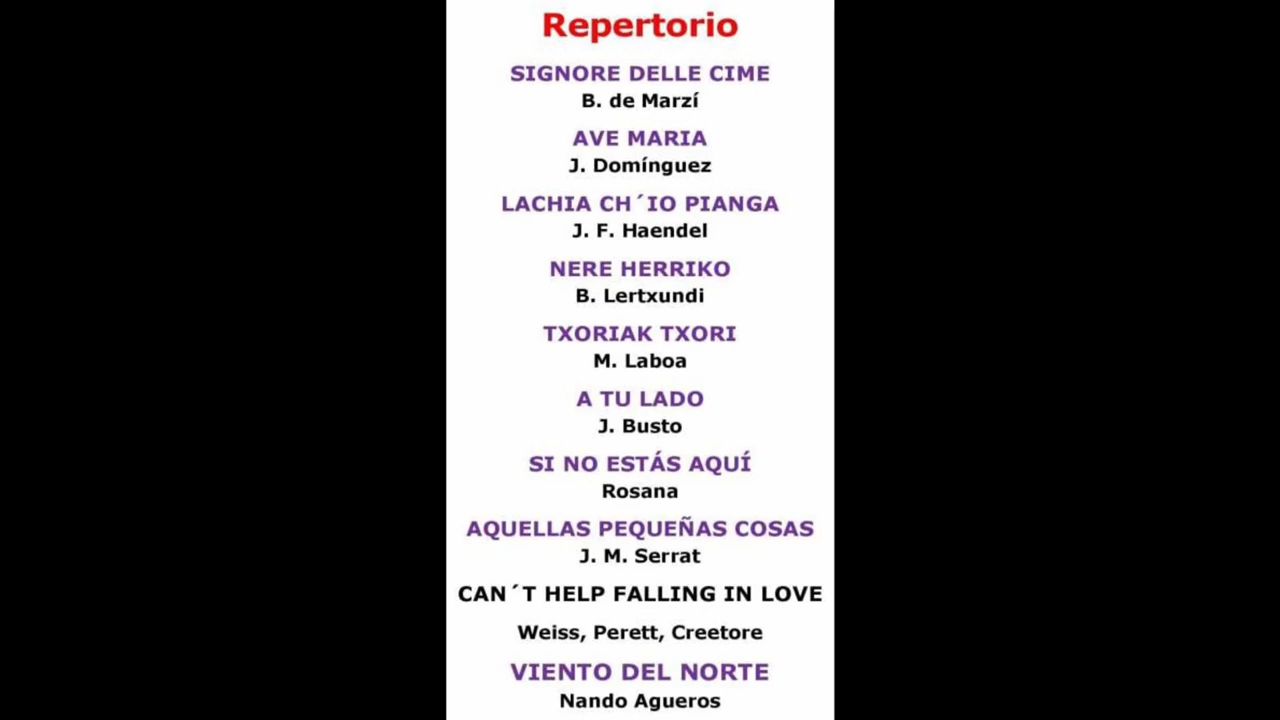 Repertorio
SIGNORE DELLE CIME
B. de Marzí
AVE MARIA
J. Domínguez
LACHIA CH´IO PIANGA
J. F. Haendel
NERE HERRIKO
B. Lertxundi
TXORIAK TXORI
M. Laboa
A TU LADO
J. Busto
SI NO ESTÁS AQUÍ
Rosana
AQUELLAS PEQUEÑAS COSAS
J. M. Serrat
CAN´T HELP FALLING IN LOVE
Weiss, Perett, Creetore
VIENTO DEL NORTE
Nando Agueros